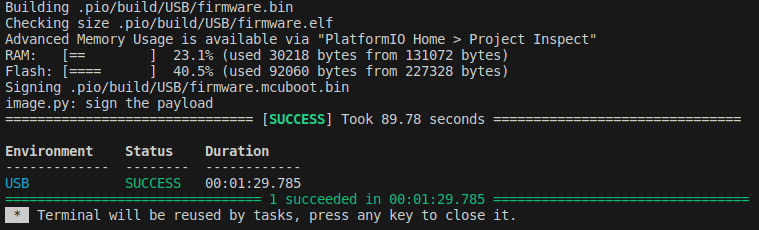 Building .pio/build/USB/firmware.bin
Checking size .pio/build/USB/firmware.elf
Advanced Memory Usage is available via "PlatformIO Home > Project Inspect"
RAM:   [==        ]  23.1% (used 30218 bytes from 131072 bytes)
Flash: [====      ]  40.5% (used 92060 bytes from 227328 bytes)
Signing .pio/build/USB/firmware.mcuboot.bin
image.py: sign the payload
=============================== [SUCCESS] Took 89.78 seconds ===============================

Environment    Status    Duration
-------------  --------  ------------
USB            SUCCESS   00:01:29.785
================================ 1 succeeded in 00:01:29.785 ================================
* Terminal will be reused by tasks, press any key to close it.